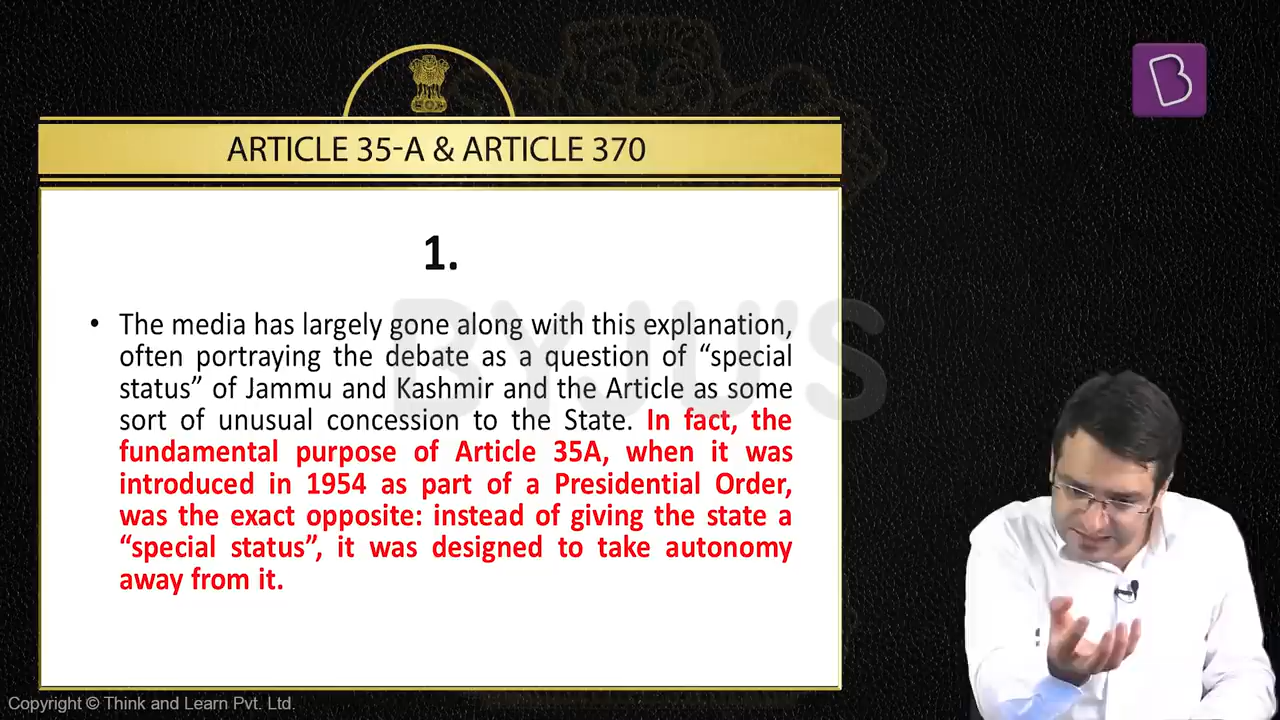 ARTICLE 35-A & ARTICLE 370
1.
• The media has largely gone along with this explanation,
often portraying the debate as a question of “special
status” of Jammu and Kashmir and the Article as some
sort of unusual concession to the State. In fact, the
fundamental purpose of Article 35A, when it was
introduced in 1954 as part of a Presidential Order,
was the exact opposite: instead of giving the state a
“special status”, it was designed to take autonomy
away from it.
BYJU'S
B
Copyright © Think and Learn Pvt. Ltd.